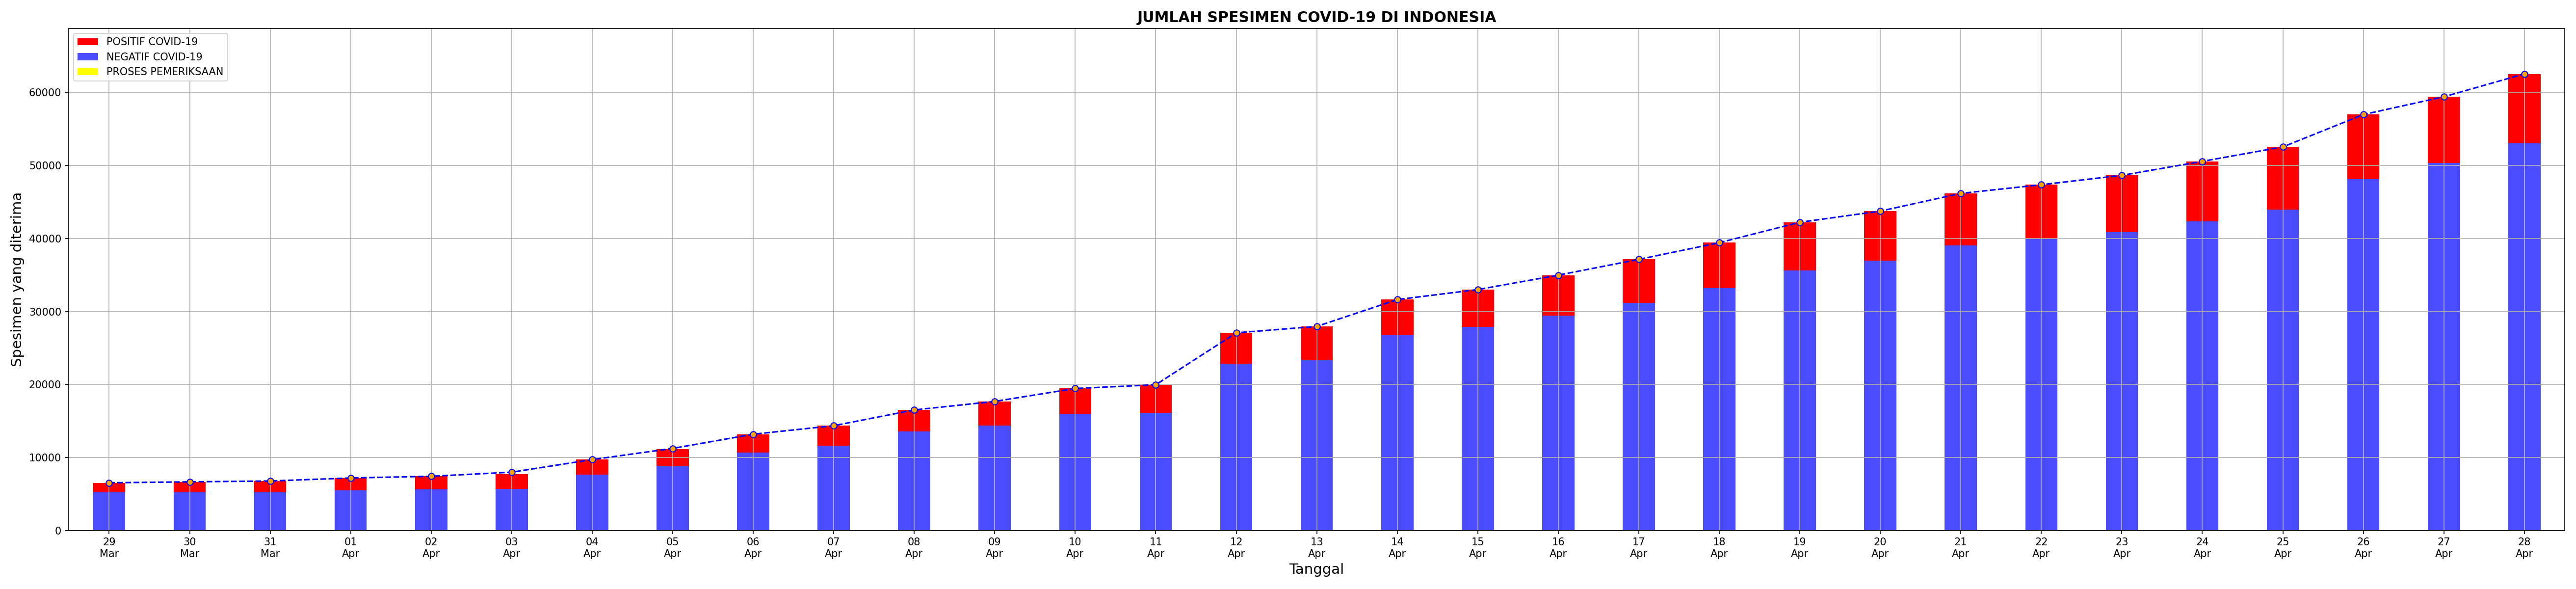 JUMLAH SPESIMEN COVID-19 DI INDONESIA
POSITIF COVID-19
NEGATIF COVID-19
PROSES PEMERIKSAAN
Spesimen yang diterima
60000
50000
40000
30000
20000
10000
0
29 30 31 01 02 03 04 05 06 07 08 09 10 11 12 13 14 15 16 17 18 19 20 21 22 23 24 25 26 27 28
Mar Mar Mar Apr Apr Apr Apr Apr Apr Apr Apr Apr Apr Apr Apr Apr Apr Apr Apr Apr Apr Apr Apr Apr Apr Apr Apr Apr Apr Apr Apr
Tanggal